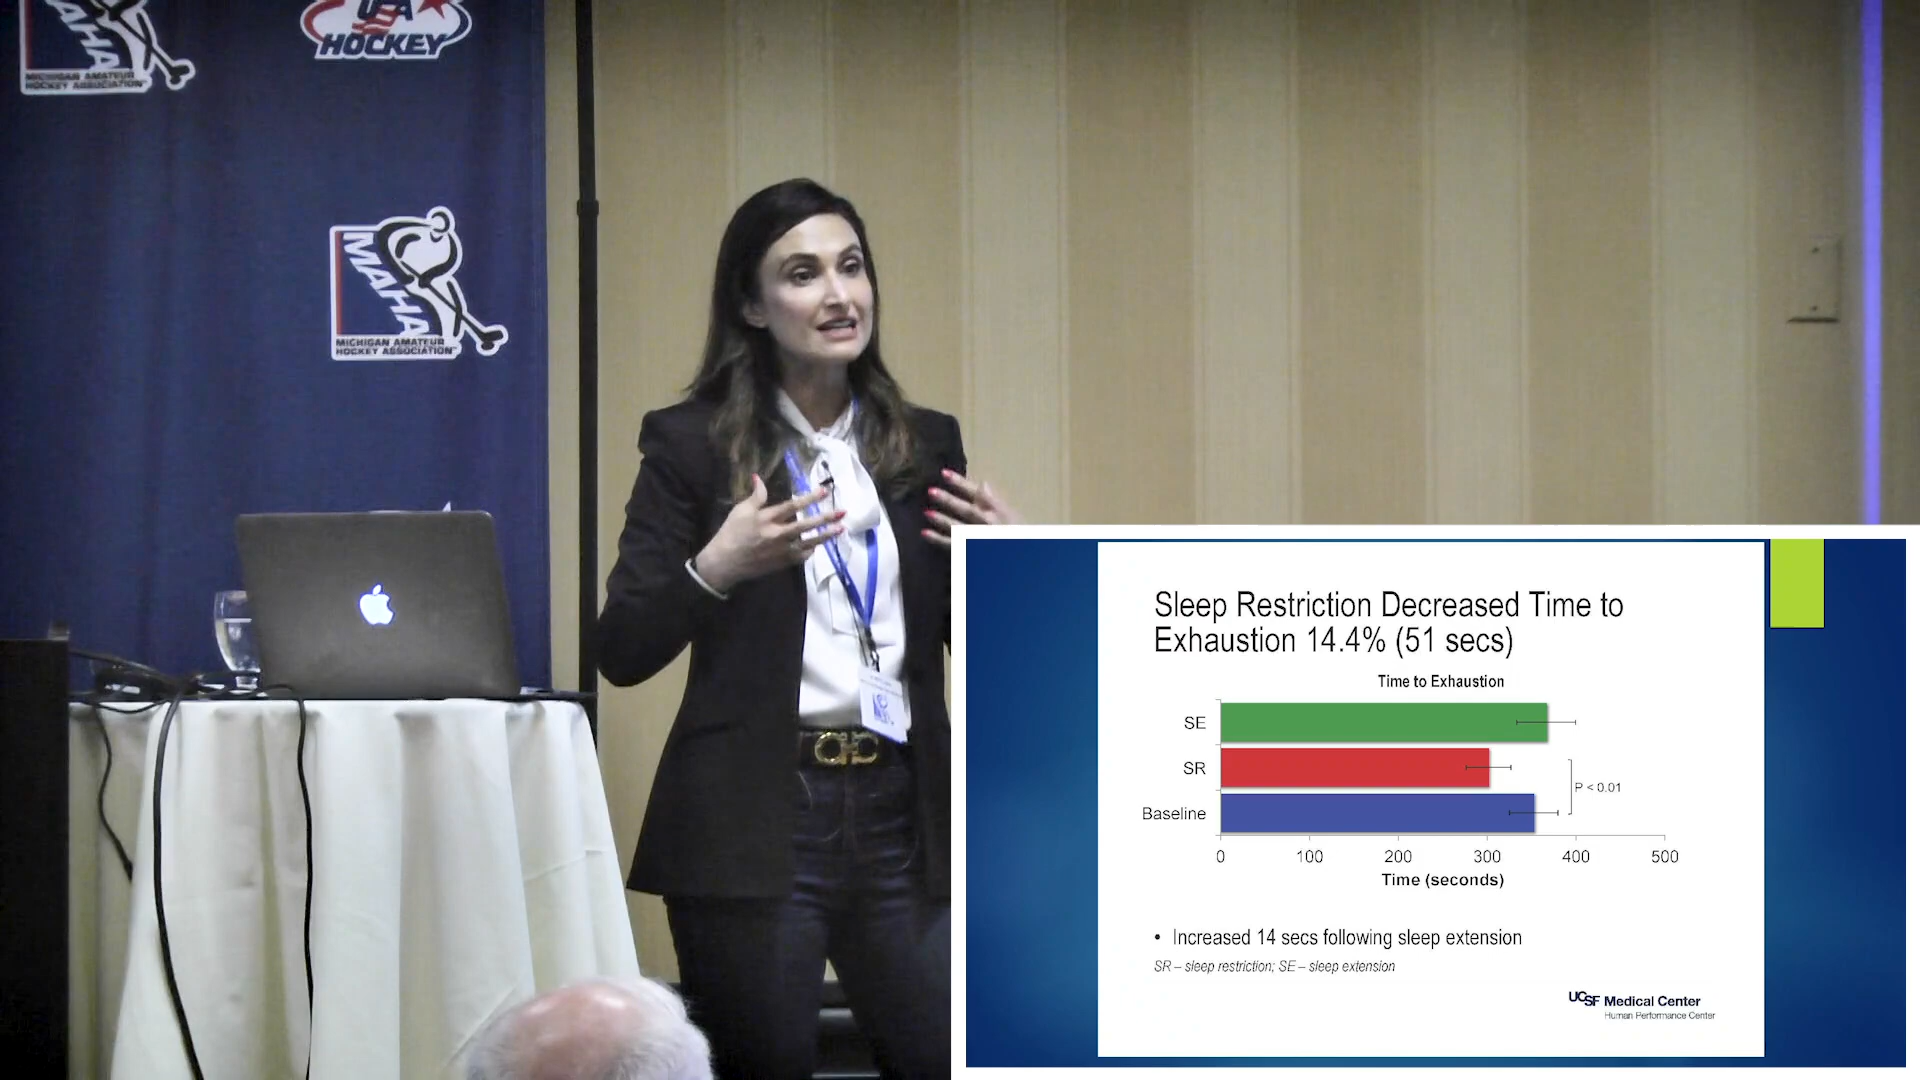 MAHA
MICHIGAN AMATEUR
HOCKEY ASSOCIATION
USA
HOCKEY
MAHA
MICHIGAN AMATEUR
HOCKEY ASSOCIATION
Sleep Restriction Decreased Time to
Exhaustion 14.4% (51 secs)
Time to Exhaustion
SE
SR
Baseline
P < 0.01
0 100 200 300 400 500
Time (seconds)
• Increased 14 secs following sleep extension
SR – sleep restriction; SE – sleep extension
UCSF Medical Center
Human Performance Center